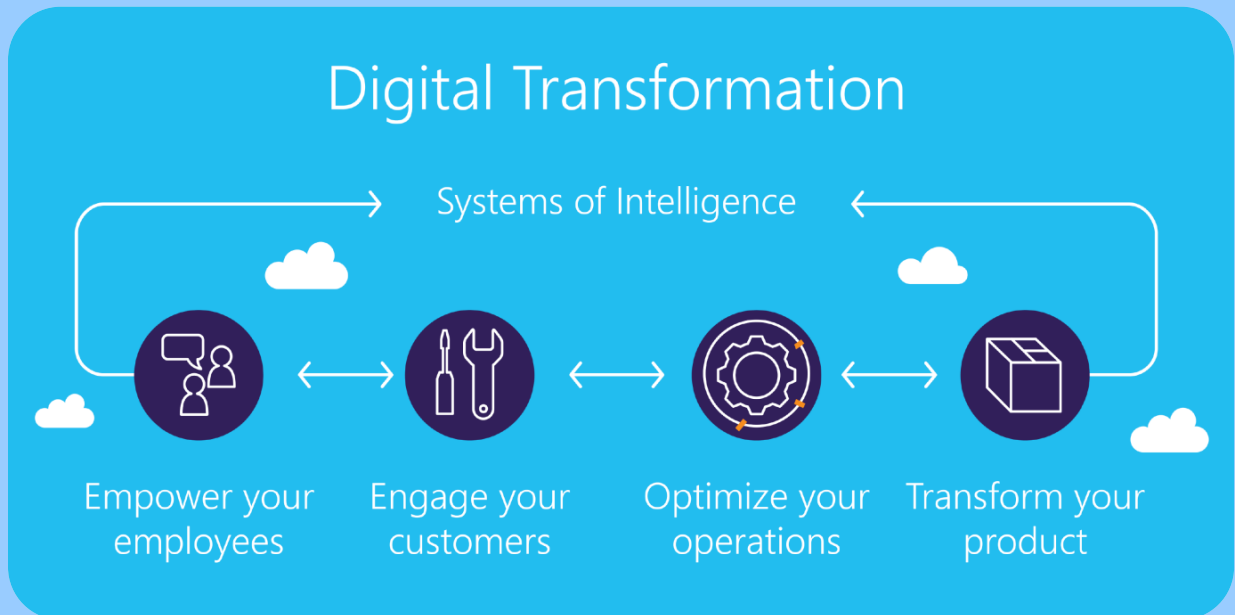 Digital Transformation
Systems of Intelligence
Empower your
employees
Engage your
customers
Optimize your
operations
Transform your
product